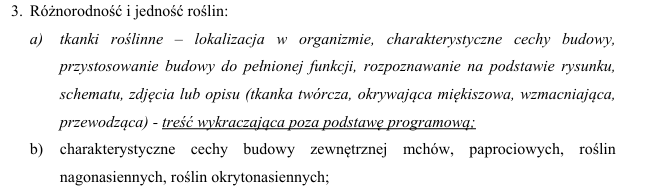 3. Różnorodność i jedność roślin:
a) tkanki roślinne – lokalizacja w organizmie, charakterystyczne cechy budowy,
przystosowanie budowy do pełnionej funkcji, rozpoznawanie na podstawie rysunku,
schematu, zdjęcia lub opisu (tkanka twórcza, okrywająca miękiszowa, wzmacniająca,
przewodząca) - treść wykraczająca poza podstawę programową;
b) charakterystyczne cechy budowy zewnętrznej mchów, paprociowych, roślin
nagonasiennych, roślin okrytonasiennych;